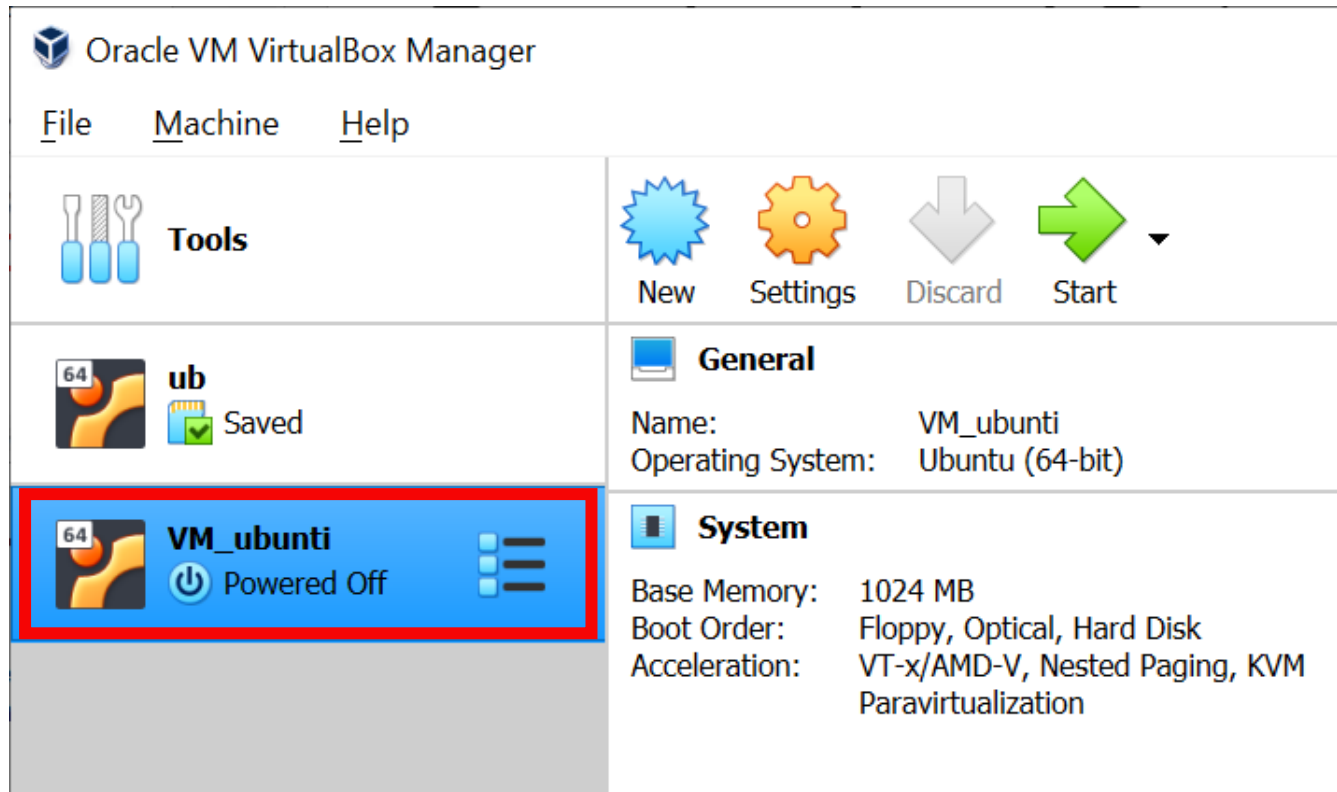 Oracle VM VirtualBox Manager
File Machine Help
Tools
New Settings Discard Start
64
ub
Saved
64
VM_ubunti
Powered Off
General
Name: VM_ubunti
Operating System: Ubuntu (64-bit)
System
Base Memory: 1024 MB
Boot Order: Floppy, Optical, Hard Disk
Acceleration: VT-x/AMD-V, Nested Paging, KVM
Paravirtualization